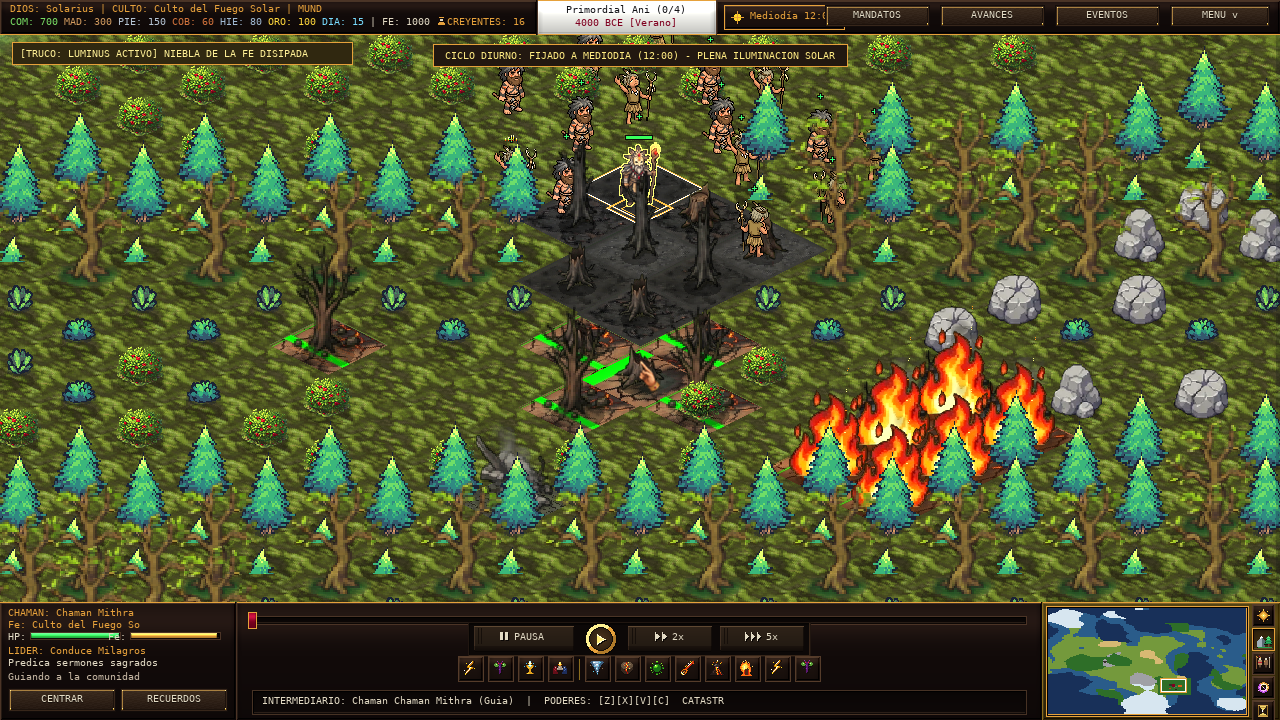 DIOS: Solarius | CULTO: Culto del Fuego Solar | MUND
COM: 700 MAD: 300 PIE: 150 COB: 60 HIE: 80 ORO: 100 DIA: 15 | FE: 1000 CREYENTES: 16
Primordial Ani (0/4)
4000 BCE [Verano]
Mediodía 12:0
MANDATOS
AVANCES
EVENTOS
MENU v
[TRUCO: LUMINUS ACTIVO] NIEBLA DE LA FE DISIPADA
CICLO DIURNO: FIJADO A MEDIODIA (12:00) - PLENA ILUMINACION SOLAR
CHAMAN: Chaman Mithra
Fe: Culto del Fuego So
HP: Fe:
LIDER: Conduce Milagros
Predica sermones sagrados
Guiando a la comunidad
CENTRAR
RECUERDOS
PAUSA
2x
5x
INTERMEDIARIO: Chaman Chaman Mithra (Guia) | PODERES: [Z][X][V][C] CATASTR